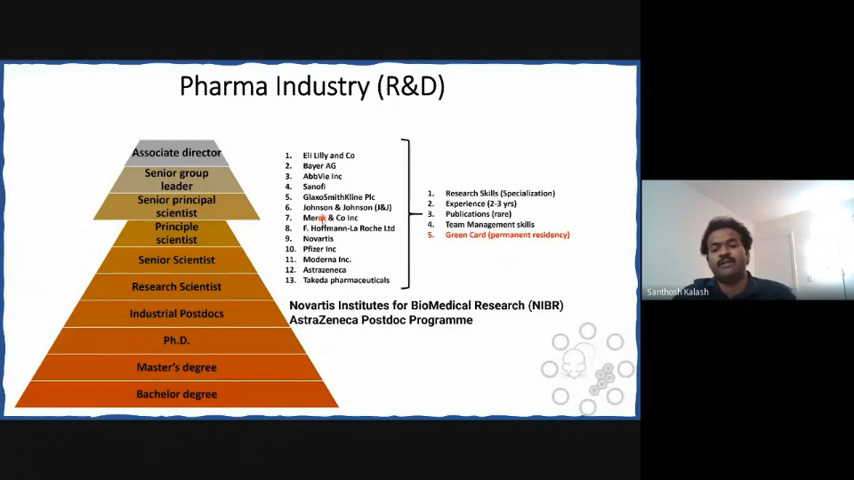 Pharma Industry (R&D)
Associate director
Senior group
leader
Senior principal
scientist
Principle
scientist
Senior Scientist
Research Scientist
Industrial Postdocs
Ph.D.
Master's degree
Bachelor degree
1. Eli Lilly and Co
2. Bayer AG
3. AbbVie Inc
4. Sanofi
5. GlaxoSmithKline Plc
6. Johnson & Johnson (J&J)
7. Merck & Co Inc
8. F. Hoffmann-La Roche Ltd
9. Novartis
10. Pfizer Inc
11. Moderna Inc.
12. Astrazeneca
13. Takeda pharmaceuticals
1. Research Skills (Specialization)
2. Experience (2-3 yrs)
3. Publications (rare)
4. Team Management skills
5. Green Card (permanent residency)
Novartis Institutes for BioMedical Research (NIBR)
AstraZeneca Postdoc Programme
Santhosh Kalash